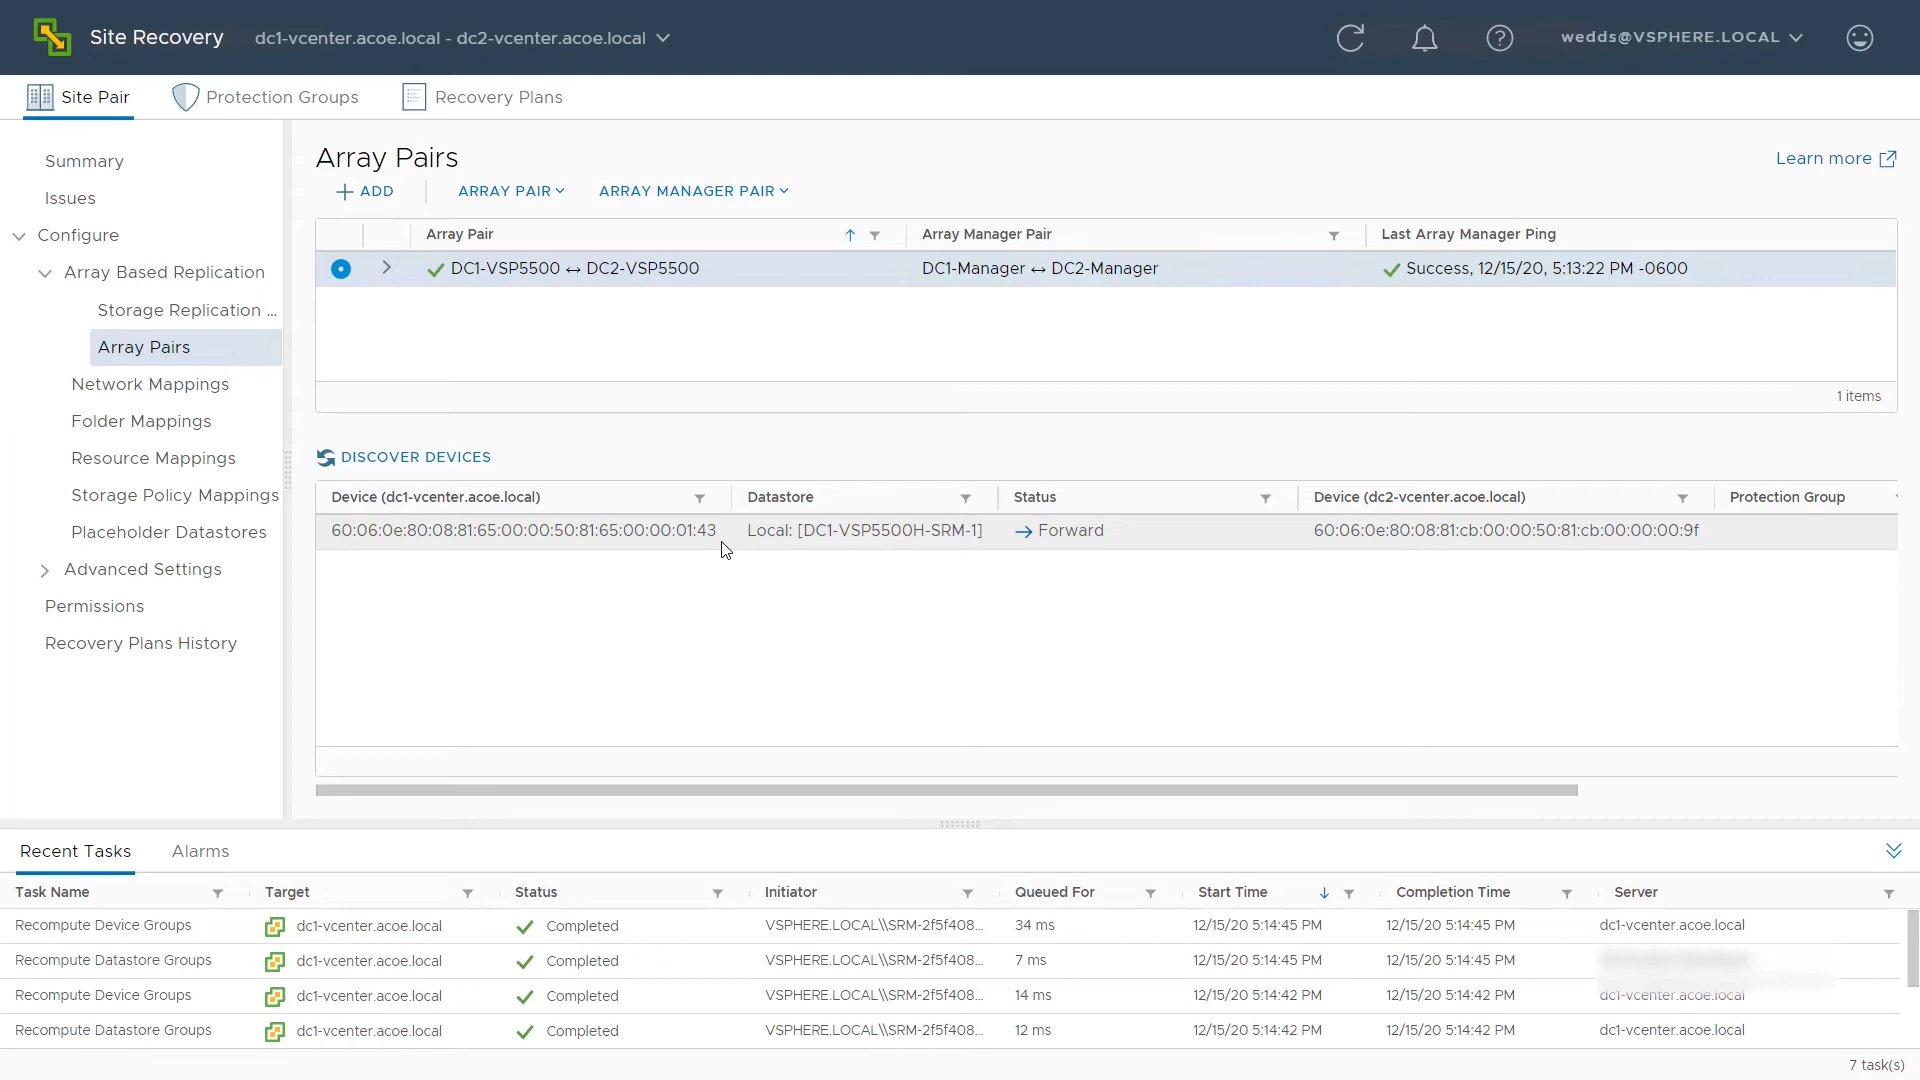 Site Recovery dc1-vcenter.acoe.local - dc2-vcenter.acoe.local wedds@VSPHERE.LOCAL
Site Pair Protection Groups Recovery Plans
Summary
Issues
Configure
Array Based Replication
Storage Replication ...
Array Pairs
Network Mappings
Folder Mappings
Resource Mappings
Storage Policy Mappings
Placeholder Datastores
Advanced Settings
Permissions
Recovery Plans History
Array Pairs Learn more
+ ADD ARRAY PAIR ARRAY MANAGER PAIR
Array Pair ↑ Array Manager Pair Last Array Manager Ping
DC1-VSP5500 ↔ DC2-VSP5500 DC1-Manager ↔ DC2-Manager Success, 12/15/20, 5:13:22 PM -0600
1 items
DISCOVER DEVICES
Device (dc1-vcenter.acoe.local) Datastore Status Device (dc2-vcenter.acoe.local) Protection Group
60:06:0e:80:08:81:65:00:00:50:81:65:00:00:01:43 Local: [DC1-VSP5500H-SRM-1] → Forward 60:06:0e:80:08:81:cb:00:00:50:81:cb:00:00:00:9f
Recent Tasks Alarms
Task Name Target Status Initiator Queued For Start Time ↓ Completion Time Server
Recompute Device Groups dc1-vcenter.acoe.local Completed VSPHERE.LOCAL\\SRM-2f5f408... 34 ms 12/15/20 5:14:45 PM 12/15/20 5:14:45 PM dc1-vcenter.acoe.local
Recompute Datastore Groups dc1-vcenter.acoe.local Completed VSPHERE.LOCAL\\SRM-2f5f408... 7 ms 12/15/20 5:14:45 PM 12/15/20 5:14:45 PM
Recompute Device Groups dc1-vcenter.acoe.local Completed VSPHERE.LOCAL\\SRM-2f5f408... 14 ms 12/15/20 5:14:42 PM 12/15/20 5:14:42 PM dc1-vcenter.acoe.local
Recompute Datastore Groups dc1-vcenter.acoe.local Completed VSPHERE.LOCAL\\SRM-2f5f408... 12 ms 12/15/20 5:14:42 PM 12/15/20 5:14:42 PM dc1-vcenter.acoe.local
7 task(s)